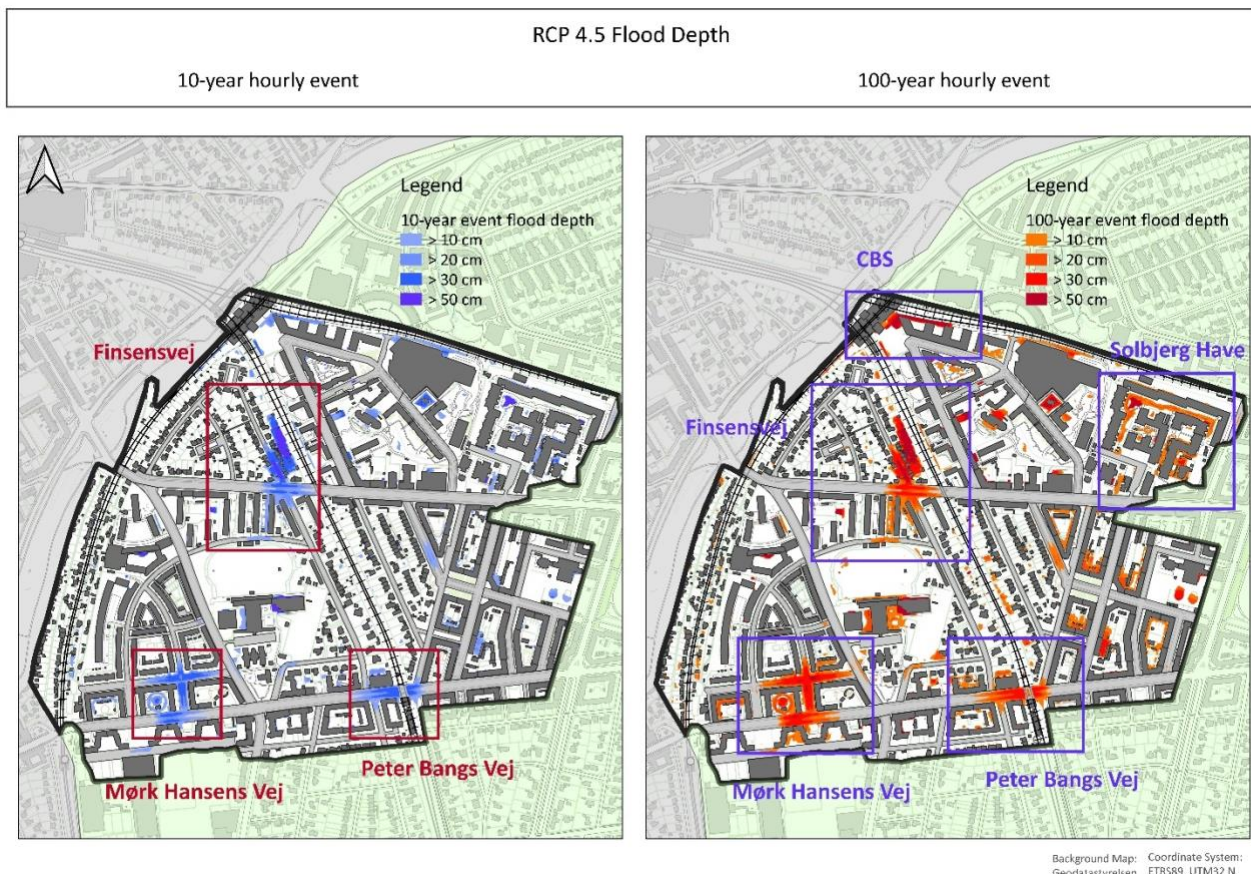 RCP 4.5 Flood Depth
10-year hourly event
100-year hourly event
Legend
10-year event flood depth
> 10 cm
> 20 cm
> 30 cm
> 50 cm
Finsensvej
Mørk Hansens Vej
Peter Bangs Vej
Legend
100-year event flood depth
> 10 cm
> 20 cm
> 30 cm
> 50 cm
CBS
Solbjerg Have
Finsensvej
Mørk Hansens Vej
Peter Bangs Vej
Background Map: Coordinate System:
Geodatastyrelsen ETRS89, UTM32 N